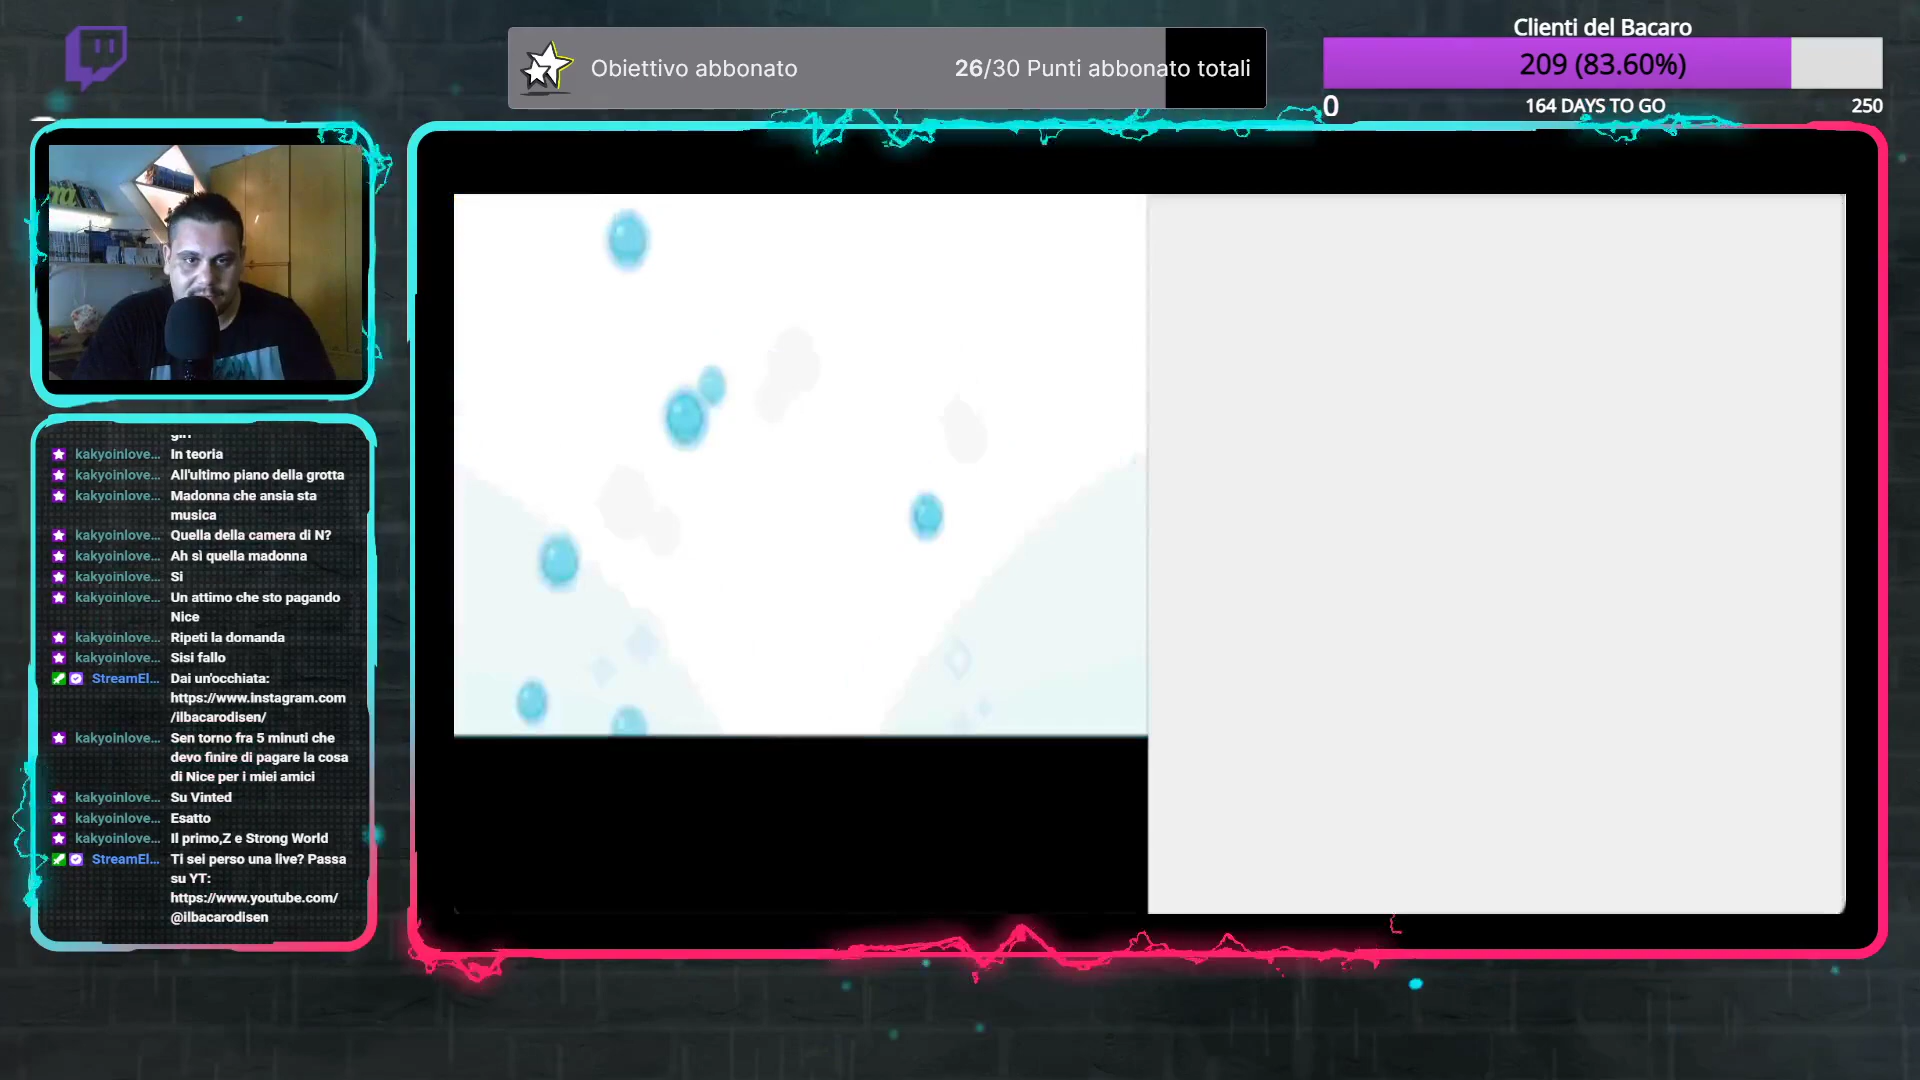 Obiettivo abbonato
26/30 Punti abbonato totali
Clienti del Bacaro
209 (83.60%)
0
164 DAYS TO GO
250
kakyoinlove... In teoria
kakyoinlove... All'ultimo piano della grotta
kakyoinlove... Madonna che ansia sta
musica
kakyoinlove... Quella della camera di N?
kakyoinlove... Ah sì quella madonna
kakyoinlove... Si
kakyoinlove... Un attimo che sto pagando
Nice
kakyoinlove... Ripeti la domanda
kakyoinlove... Sisi fallo
StreamEl... Dai un'occhiata:
https://www.instagram.com
/ilbacarodisen/
kakyoinlove... Sen torno fra 5 minuti che
devo finire di pagare la cosa
di Nice per i miei amici
kakyoinlove... Su Vinted
kakyoinlove... Esatto
kakyoinlove... Il primo,Z e Strong World
StreamEl... Ti sei perso una live? Passa
su YT:
https://www.youtube.com/
@ilbacarodisen